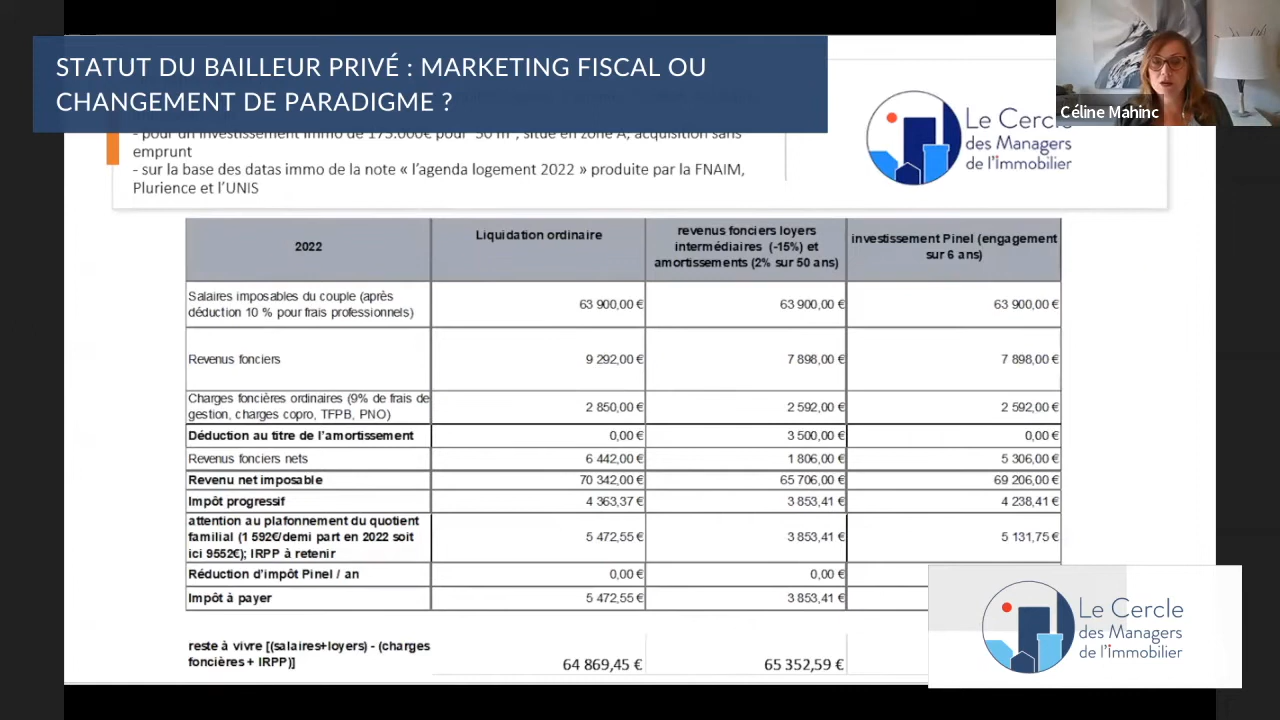 STATUT DU BAILLEUR PRIVÉ : MARKETING FISCAL OU
CHANGEMENT DE PARADIGME ?
Céline Mahinc
- pour un investissement immo de 175.000€ pour 50 m², situé en zone A, acquisition sans
emprunt
- sur la base des datas immo de la note « l'agenda logement 2022 » produite par la FNAIM,
Plurience et l'UNIS
Le Cercle
des Managers
de l'Immobilier
2022
Liquidation ordinaire
revenus fonciers loyers
intermédiaires (-15%) et
amortissements (2% sur 50 ans)
investissement Pinel (engagement
sur 6 ans)
Salaires imposables du couple (après
déduction 10 % pour frais professionnels)
63 900,00 €
63 900,00 €
63 900,00 €
Revenus fonciers
9 292,00 €
7 898,00 €
7 898,00 €
Charges foncières ordinaires (9% de frais de
gestion, charges copro, TFPB, PNO)
2 850,00 €
2 592,00 €
2 592,00 €
Déduction au titre de l'amortissement
0,00 €
3 500,00 €
0,00 €
Revenus fonciers nets
6 442,00 €
1 806,00 €
5 306,00 €
Revenu net imposable
70 342,00 €
65 706,00 €
69 206,00 €
Impôt progressif
4 363,37 €
3 853,41 €
4 238,41 €
attention au plafonnement du quotient
familial (1 592€/demi part en 2022 soit
ici 9552€); IRPP à retenir
5 472,55 €
3 853,41 €
5 131,75 €
Réduction d'impôt Pinel / an
0,00 €
0,00 €
Impôt à payer
5 472,55 €
3 853,41 €
reste à vivre [(salaires+loyers) - (charges
foncières + IRPP)]
64 869,45 €
65 352,59 €
Le Cercle
des Managers
de l'Immobilier